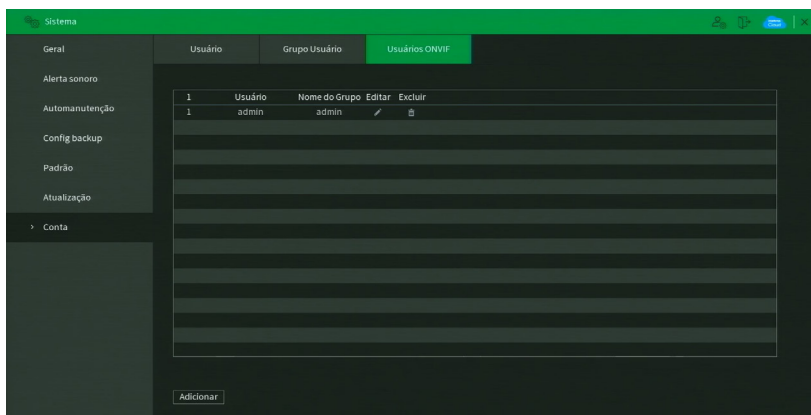 Sistema
Geral
Alerta sonoro
Automanutenção
Config backup
Padrão
Atualização
Conta
Usuário Grupo Usuário Usuários ONVIF
1 Usuário Nome do Grupo Editar Excluir
1 admin admin
Adicionar